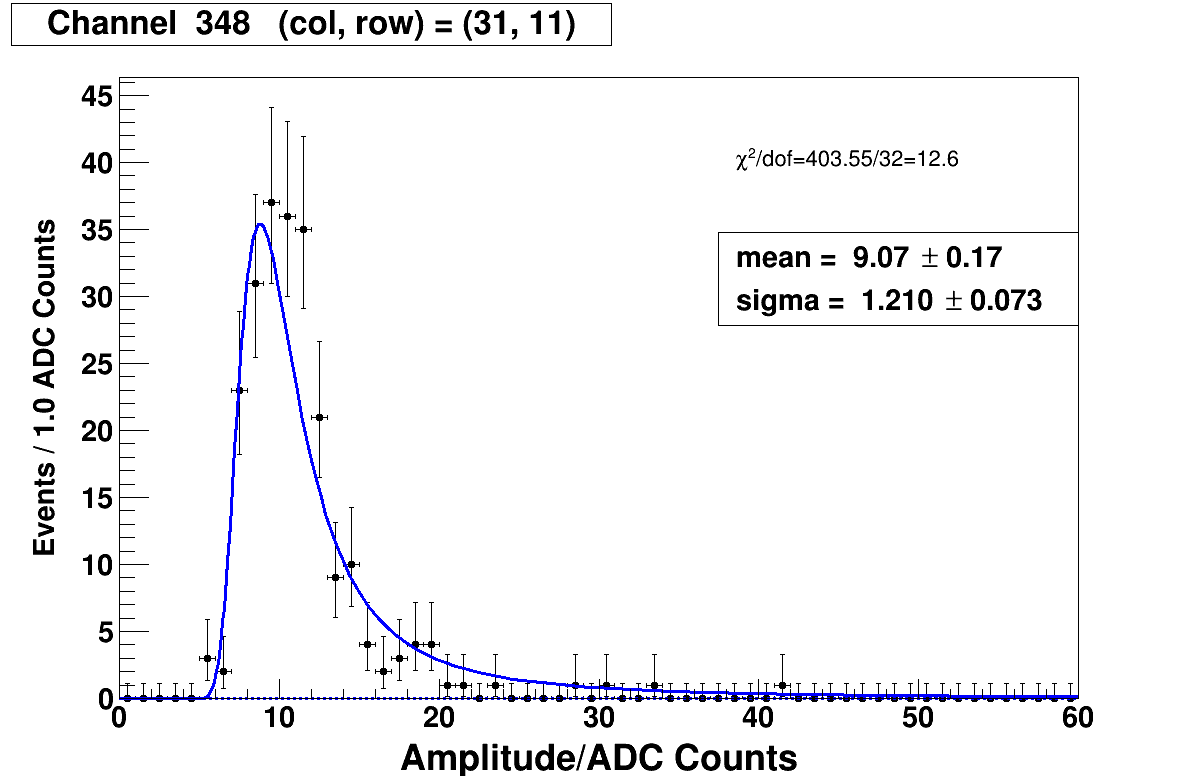 Channel 348 (col, row) = (31, 11)
45
40
35
30
25
20
15
10
5
0
Events / 1.0 ADC Counts
χ²/dof=403.55/32=12.6
mean = 9.07 ± 0.17
sigma = 1.210 ± 0.073
0 10 20 30 40 50 60
Amplitude/ADC Counts